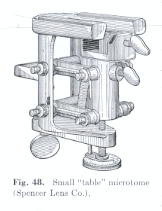 Fig. 48. Small "table" microtome
(Spencer Lens Co.).